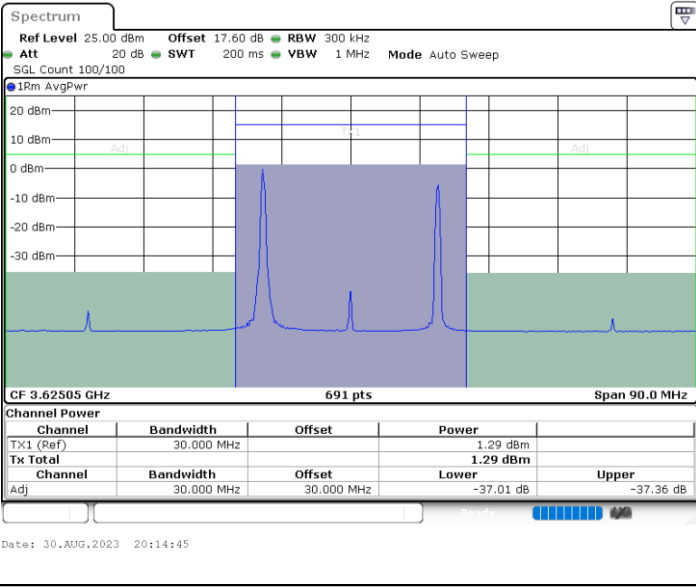 Spectrum
Ref Level 25.00 dBm Offset 17.60 dB RBW 300 kHz
Att 20 dB SWT 200 ms VBW 1 MHz Mode Auto Sweep
SGL Count 100/100
1Rm AvgPwr
20 dBm
TX1
10 dBm
Adj Adj
0 dBm
-10 dBm
-20 dBm
-30 dBm
CF 3.62505 GHz 691 pts Span 90.0 MHz
Channel Power
Channel Bandwidth Offset Power
TX1 (Ref) 30.000 MHz 1.29 dBm
Tx Total 1.29 dBm
Channel Bandwidth Offset Lower Upper
Adj 30.000 MHz 30.000 MHz -37.01 dB -37.36 dB
Ready
Date: 30.AUG.2023 20:14:45